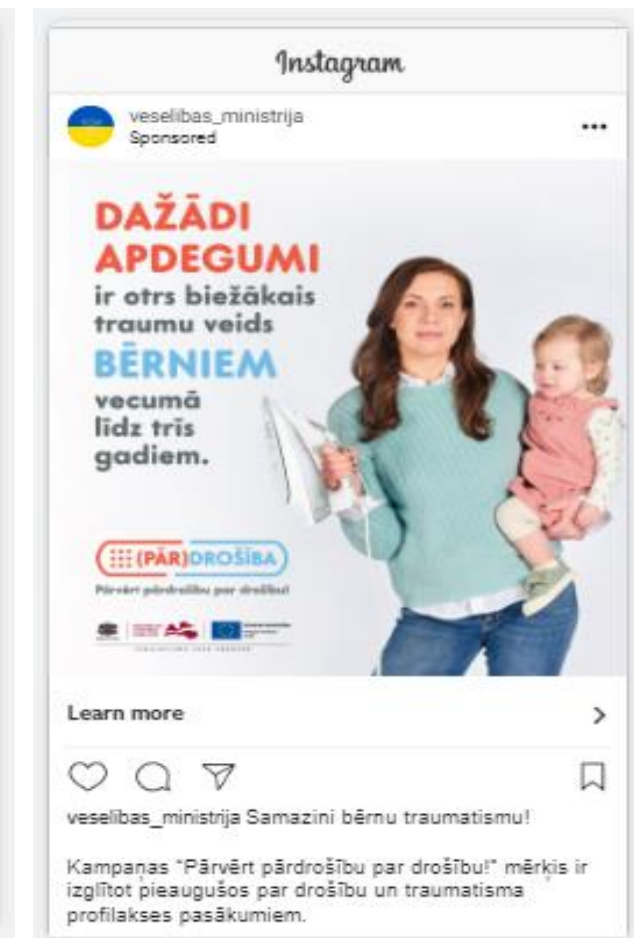 Instagram
veselibas_ministrija
Sponsored
DAŽĀDI
APDEGUMI
ir otrs biežākais
traumu veids
BĒRNIEM
vecumā
līdz trīs
gadiem.
(PĀR)DROŠĪBA
Pārvērt pārdrošību par drošību!
Learn more
veselibas_ministrija Samazini bērnu traumatismu!
Kampaņas "Pārvērt pārdrošību par drošību!" mērķis ir
izglītot pieaugušos par drošību un traumatisma
profilakses pasākumiem.